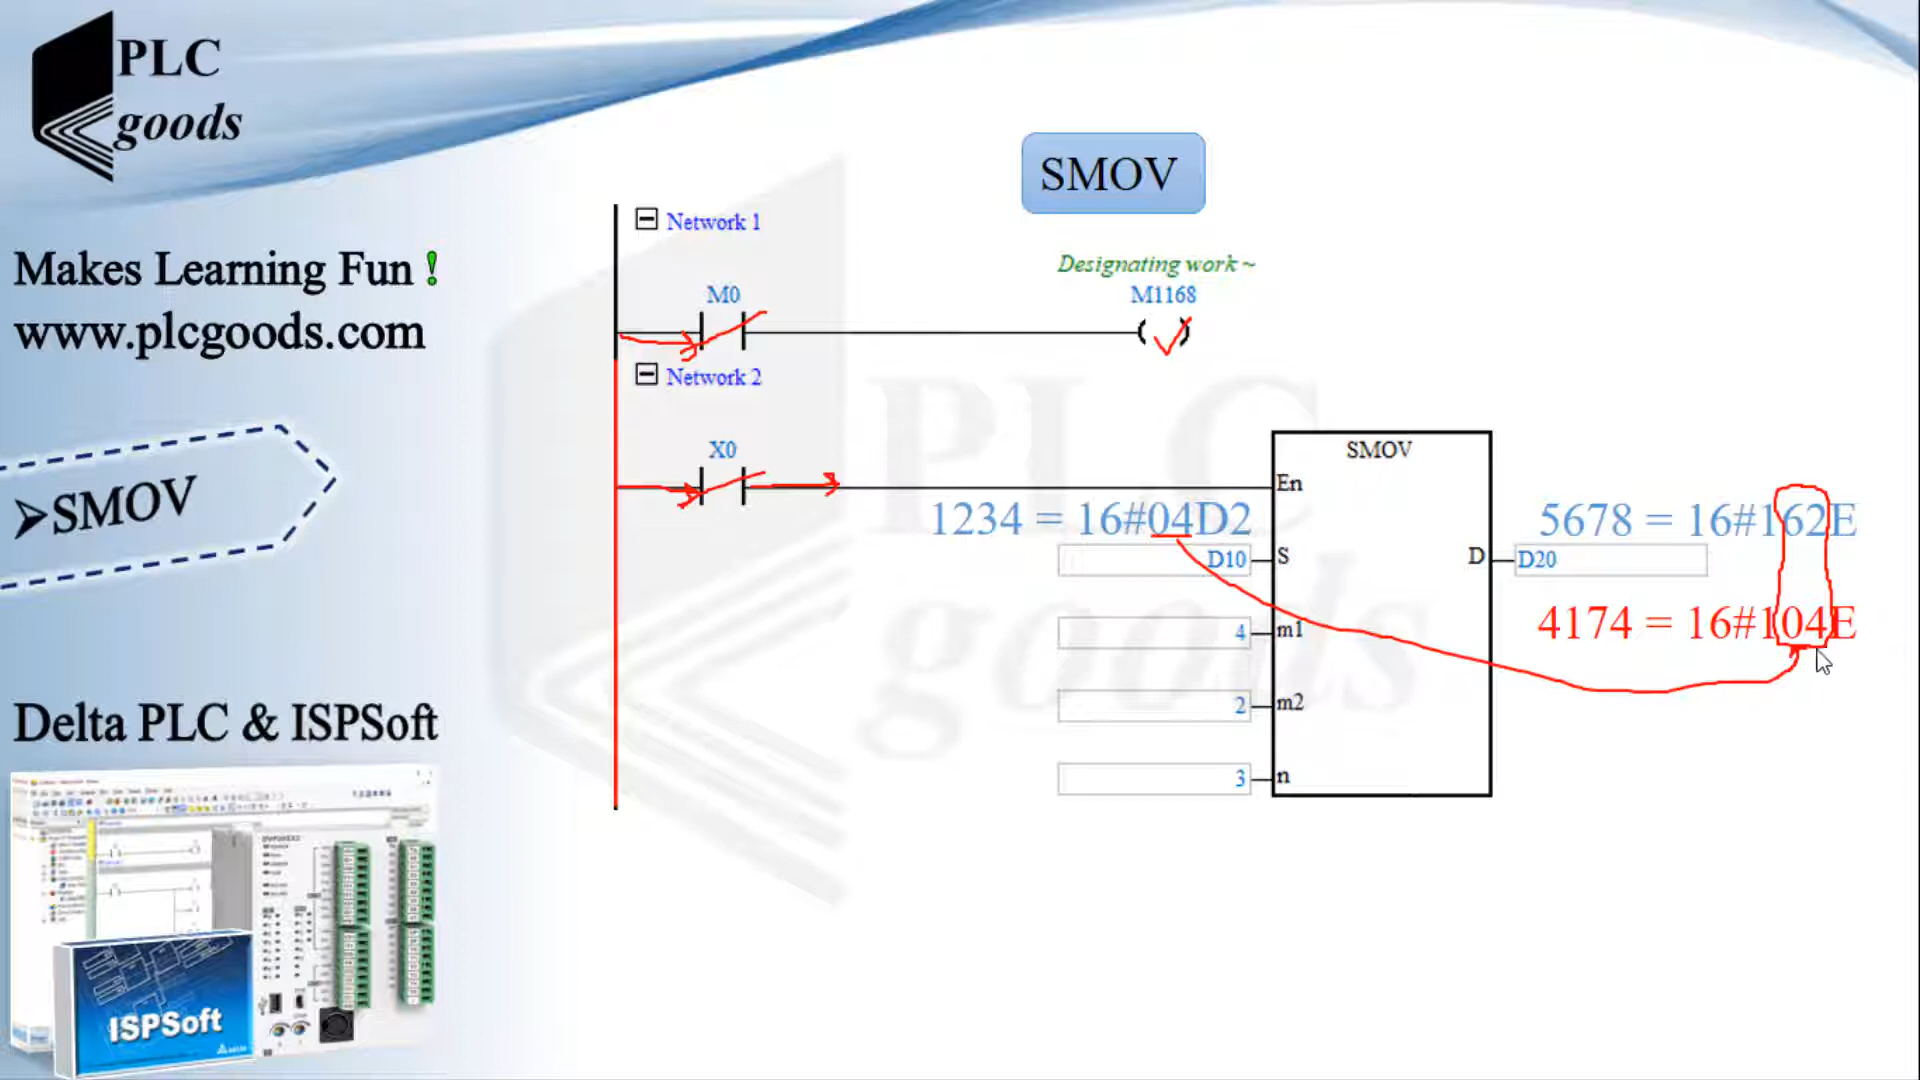 PLC
goods
SMOV
Network 1
Makes Learning Fun !
Designating work ~
M0
M1168
www.plcgoods.com
Network 2
PLC
goods
X0
SMOV
En
SMOV
1234 = 16#04D2
5678 = 16#162E
D10
S
D
D20
4
m1
4174 = 16#104E
2
m2
Delta PLC & ISPSoft
3
n
ISPSoft